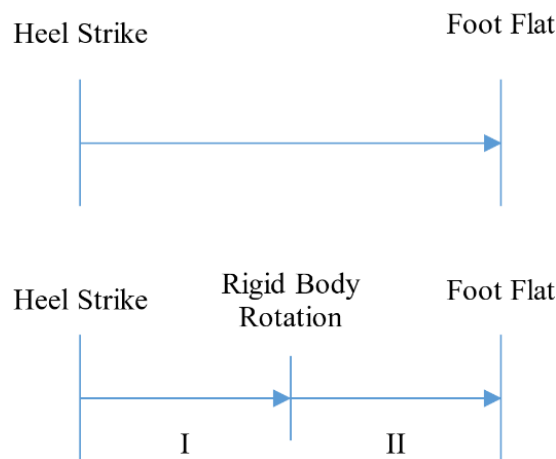 Heel Strike
Foot Flat
Heel Strike
Rigid Body
Rotation
Foot Flat
I
II